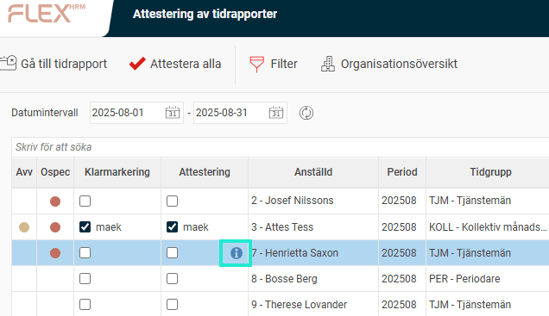 FLEX HRM
Attestering av tidrapporter
Gå till tidrapport Attestera alla Filter Organisationsöversikt
Datumintervall 2025-08-01 31 - 2025-08-31 31
Skriv för att söka
Avv Ospec Klarmarkering Attestering Anställd Period Tidgrupp
2 - Josef Nilssons 202508 TJM - Tjänstemän
maek maek 3 - Attes Tess 202508 KOLL - Kollektiv månads...
7 - Henrietta Saxon 202508 TJM - Tjänstemän
8 - Bosse Berg 202508 PER - Periodare
9 - Therese Lovander 202508 TJM - Tjänstemän